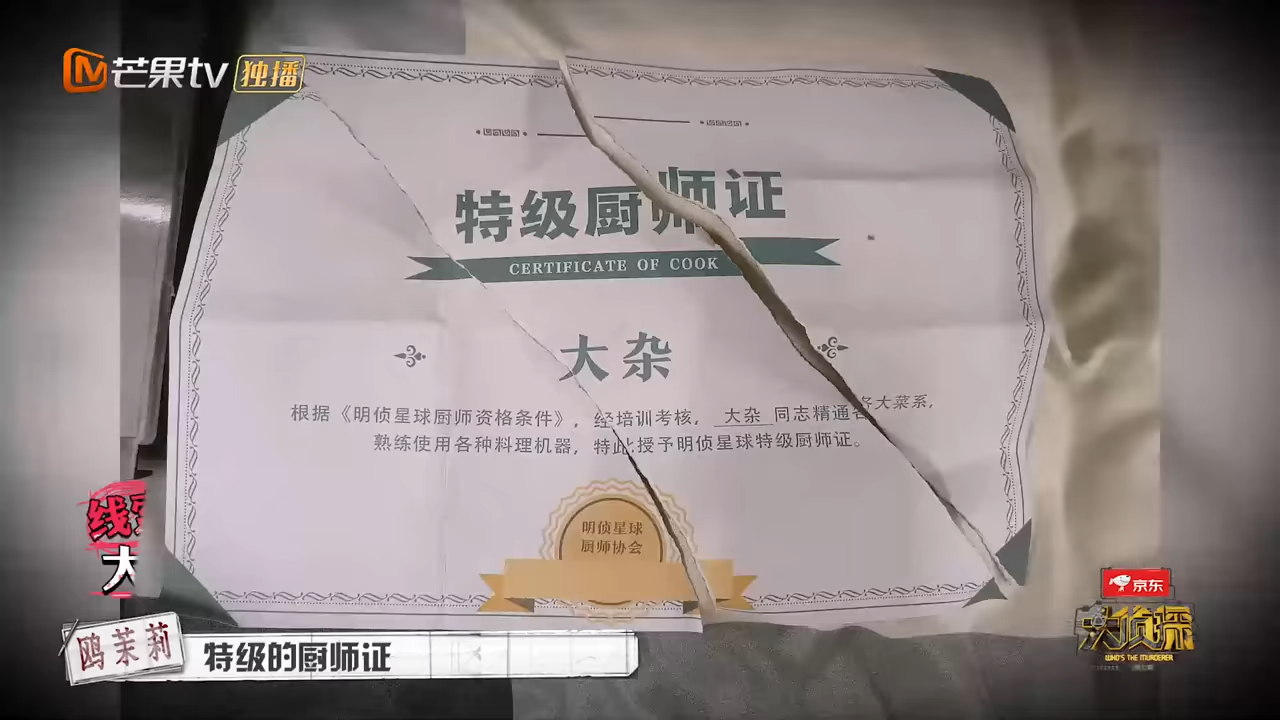 芒果tv 独播
特级厨师证
CERTIFICATE OF COOK
大杂
根据《明侦星球厨师资格条件》，经培训考核，大杂同志精通各大菜系，
熟练使用各种料理机器，特此授予明侦星球特级厨师证。
明侦星球
厨师协会
线
大
鸥茉莉
特级的厨师证
京东
大侦探
WHO'S THE MURDERER